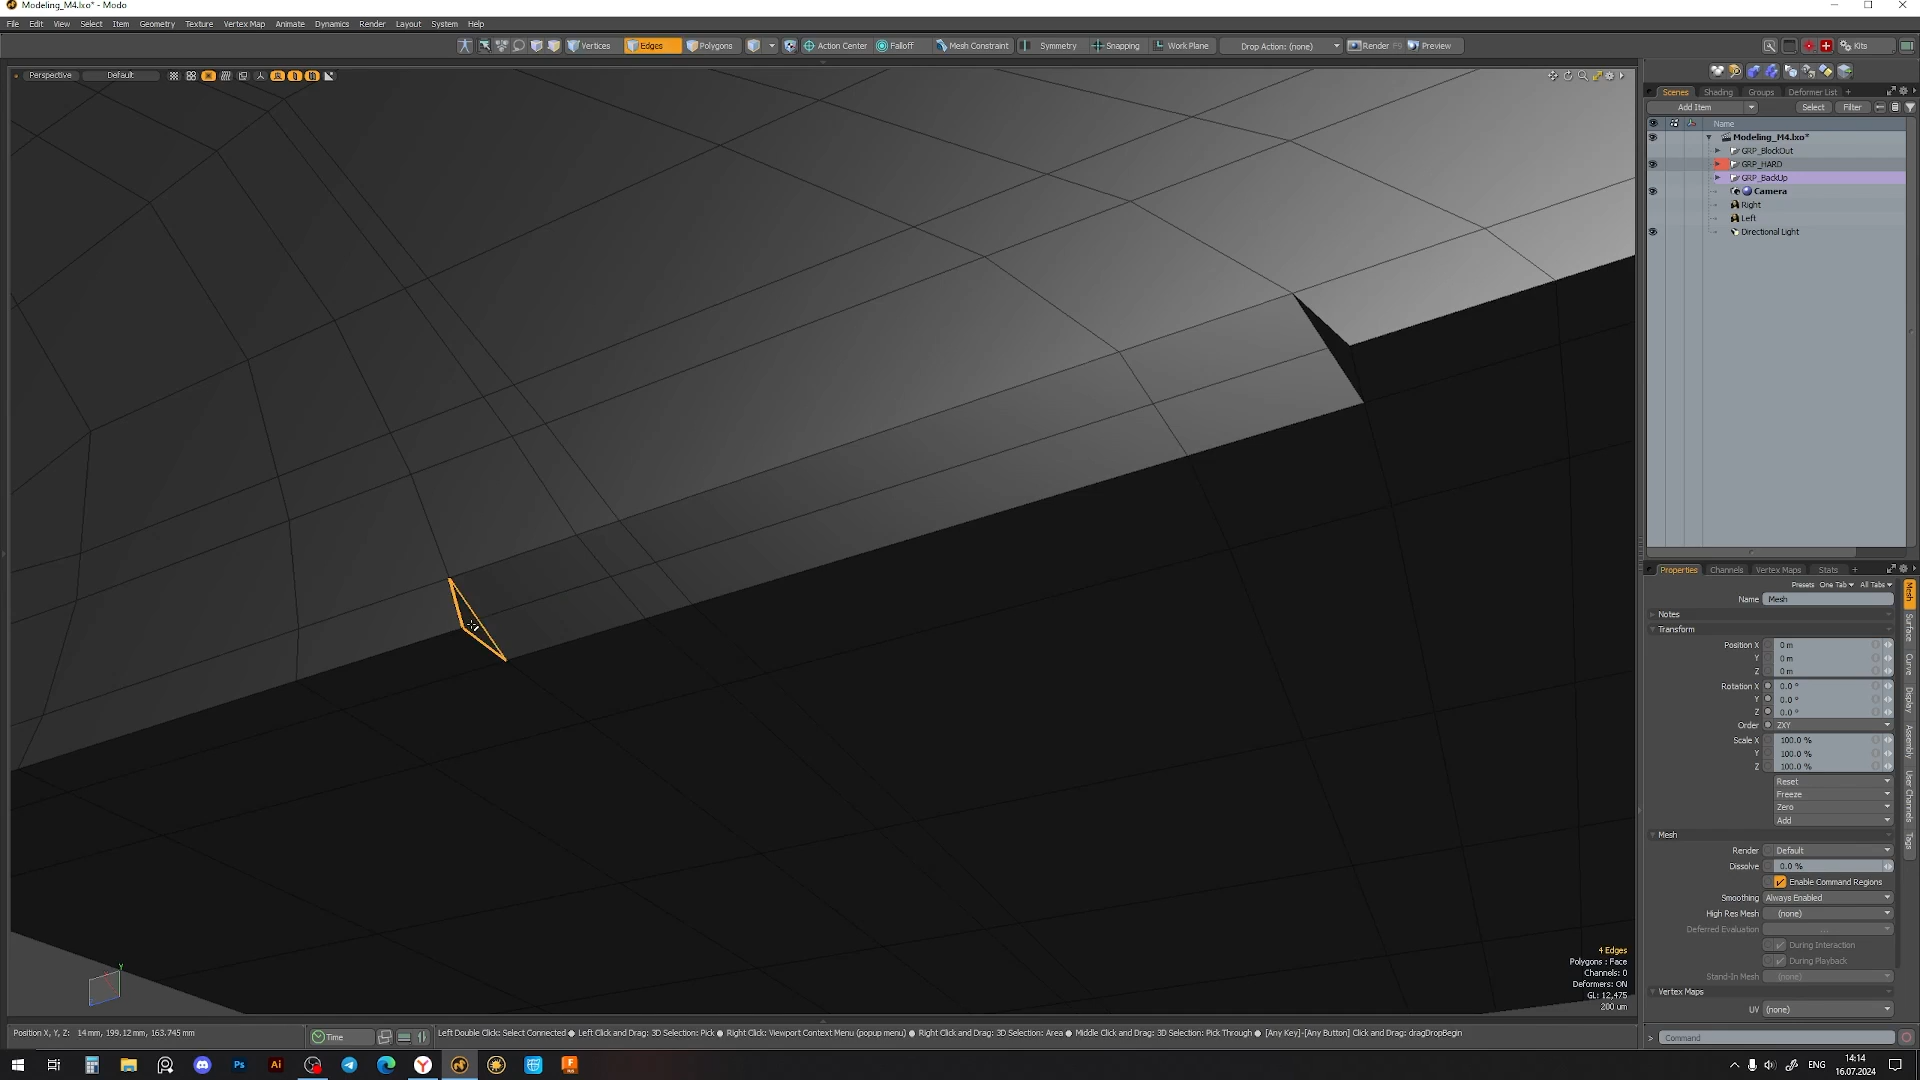 Modeling_M4.lxo* - Modo
File Edit View Select Item Geometry Texture Vertex Map Animate Dynamics Render Layout System Help
Vertices Edges Polygons Action Center Falloff Mesh Constraint Symmetry Snapping Work Plane Drop Action: (none) Render F9 Preview Kits
Perspective Default
Scenes Shading Groups Deformer List +
Add Item Select Filter
Name
Modeling_M4.lxo*
GRP_BlockOut
GRP_HARD
GRP_BackUp
Camera
Right
Left
Directional Light
Properties Channels Vertex Maps Stats +
Presets One Tab All Tabs
Name Mesh
Notes
Transform
Position X 0 m
Y 0 m
Z 0 m
Rotation X 0.0 °
Y 0.0 °
Z 0.0 °
Order ZXY
Scale X 100.0 %
Y 100.0 %
Z 100.0 %
Reset
Freeze
Zero
Add
Mesh
Render Default
Dissolve 0.0 %
Enable Command Regions
Smoothing Always Enabled
High Res Mesh (none)
Deferred Evaluation ...
During Interaction
During Playback
Stand-In Mesh (none)
Vertex Maps
UV (none)
Mesh
Surface
Curve
Display
Assembly
User Channels
Tags
4 Edges
Polygons : Face
Channels: 0
Deformers: ON
GL: 12,475
200 um
Y
Position X, Y, Z: 14 mm, 199.12 mm, 163.745 mm
Time
Left Double Click: Select Connected ● Left Click and Drag: 3D Selection: Pick ● Right Click: Viewport Context Menu (popup menu) ● Right Click and Drag: 3D Selection: Area ● Middle Click and Drag: 3D Selection: Pick Through ● [Any Key]-[Any Button] Click and Drag: dragDropBegin
> Command
Ps
Ai
ENG
14:14
16.07.2024